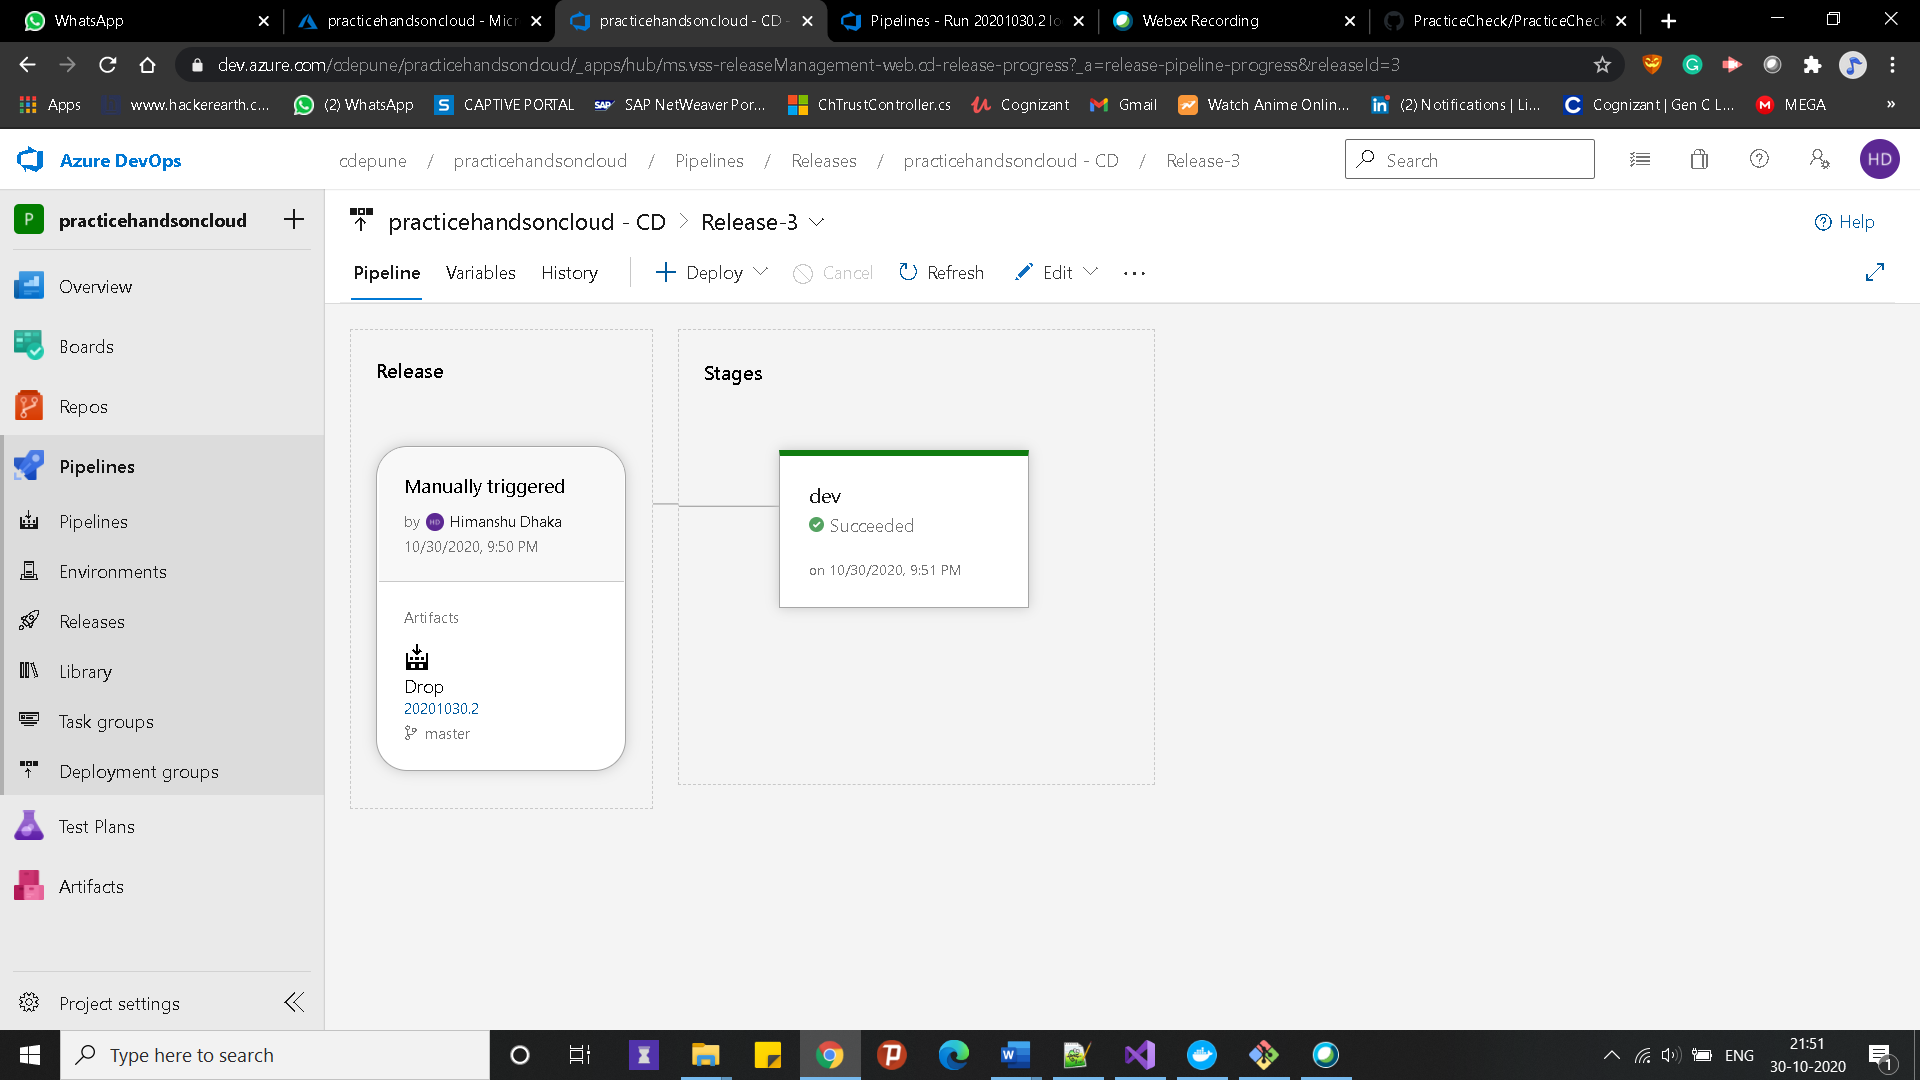 WhatsApp
practicehandsoncloud - Micr
practicehandsoncloud - CD -
Pipelines - Run 20201030.2 lo
Webex Recording
PracticeCheck/PracticeCheck
dev.azure.com/cdepune/practicehandsoncloud/_apps/hub/ms.vss-releaseManagement-web.cd-release-progress?_a=release-pipeline-progress&releaseId=3
Apps
www.hackerearth.c...
(2) WhatsApp
CAPTIVE PORTAL
SAP NetWeaver Por...
ChTrustController.cs
Cognizant
Gmail
Watch Anime Onlin...
(2) Notifications | Li...
Cognizant | Gen C L...
MEGA
»
Azure DevOps
cdepune / practicehandsoncloud / Pipelines / Releases / practicehandsoncloud - CD / Release-3
Search
HD
P practicehandsoncloud
practicehandsoncloud - CD > Release-3
Help
Pipeline Variables History
Deploy Cancel Refresh Edit ...
Overview
Boards
Repos
Pipelines
Pipelines
Environments
Releases
Library
Task groups
Deployment groups
Test Plans
Artifacts
Project settings
Release
Manually triggered
by HD Himanshu Dhaka
10/30/2020, 9:50 PM
Artifacts
Drop
20201030.2
master
Stages
dev
Succeeded
on 10/30/2020, 9:51 PM
Type here to search
ENG
21:51
30-10-2020
1